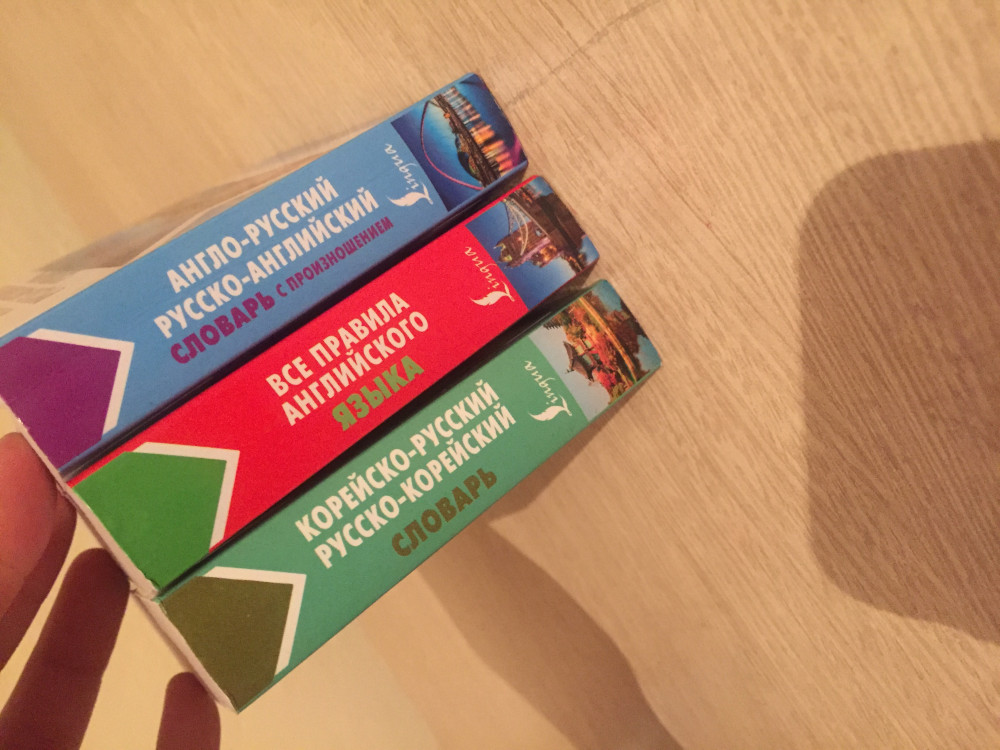 АНГЛО-РУССКИЙ
РУССКО-АНГЛИЙСКИЙ
СЛОВАРЬ С ПРОИЗНОШЕНИЕМ
Lingua
ВСЕ ПРАВИЛА
АНГЛИЙСКОГО
ЯЗЫКА
Lingua
КОРЕЙСКО-РУССКИЙ
РУССКО-КОРЕЙСКИЙ
СЛОВАРЬ
Lingua